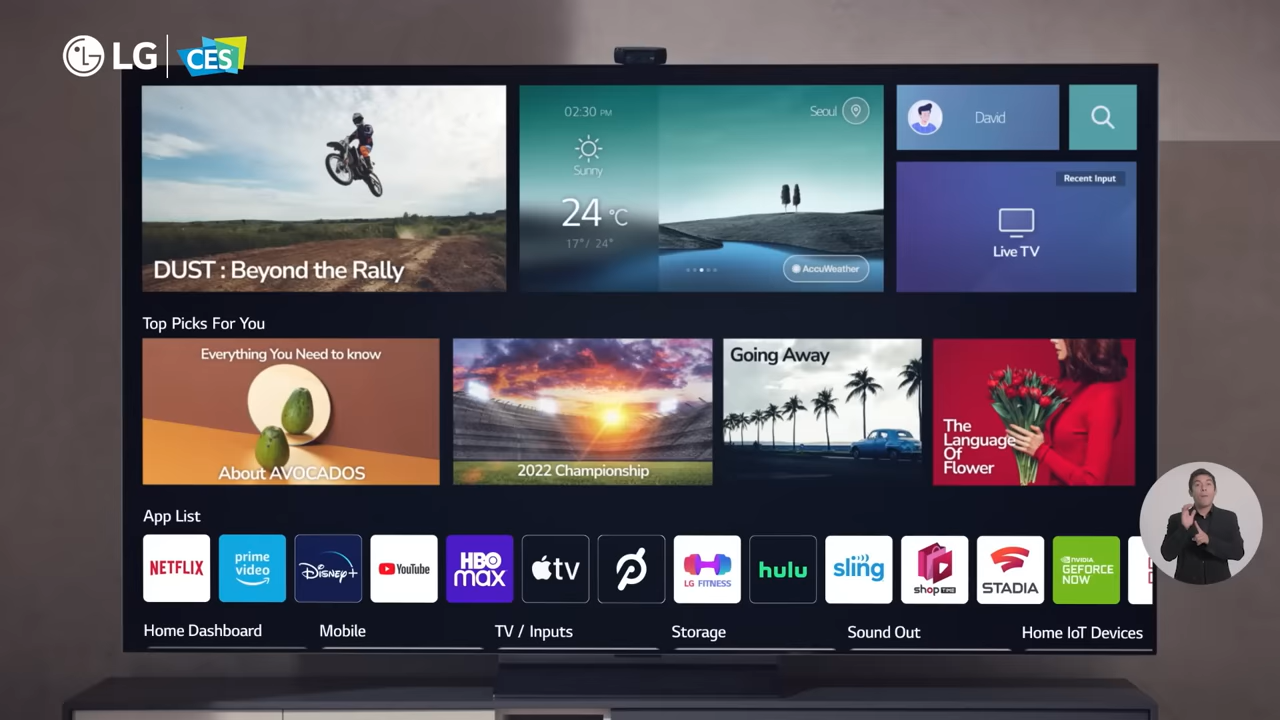 LG
CES
DUST : Beyond the Rally
02:30 PM
Sunny
24 °C
17°/ 24°
Seoul
AccuWeather
David
Recent Input
Live TV
Top Picks For You
Everything You Need to know
About AVOCADOS
2022 Championship
Going Away
The
Language
Of
Flower
App List
NETFLIX
prime
video
Disney+
YouTube
HBO
max
tv
LG FITNESS
hulu
sling
shop TIME
STADIA
NVIDIA
GEFORCE
NOW
Home Dashboard
Mobile
TV / Inputs
Storage
Sound Out
Home IoT Devices